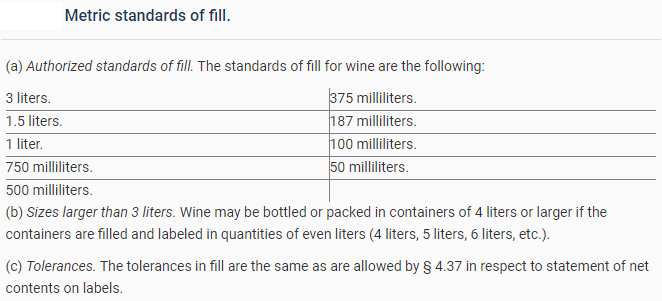 Metric standards of fill.
(a) Authorized standards of fill. The standards of fill for wine are the following:
3 liters. 375 milliliters.
1.5 liters. 187 milliliters.
1 liter. 100 milliliters.
750 milliliters. 50 milliliters.
500 milliliters.
(b) Sizes larger than 3 liters. Wine may be bottled or packed in containers of 4 liters or larger if the
containers are filled and labeled in quantities of even liters (4 liters, 5 liters, 6 liters, etc.).
(c) Tolerances. The tolerances in fill are the same as are allowed by § 4.37 in respect to statement of net
contents on labels.